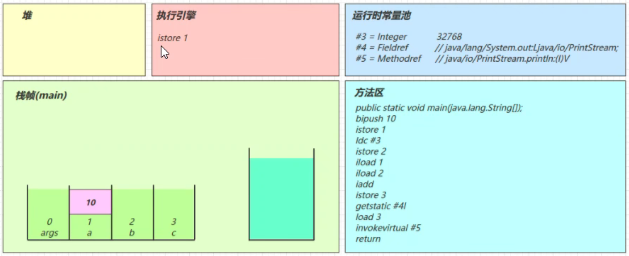 堆
执行引擎
istore 1
运行时常量池
#3 = Integer 32768
#4 = Fieldref // java/lang/System.out:Ljava/io/PrintStream;
#5 = Methodref // java/io/PrintStream.println:(I)V
栈帧(main)
10
0 1 2 3
args a b c
方法区
public static void main(java.lang.String[]);
bipush 10
istore 1
ldc #3
istore 2
iload 1
iload 2
iadd
istore 3
getstatic #4l
load 3
invokevirtual #5
return